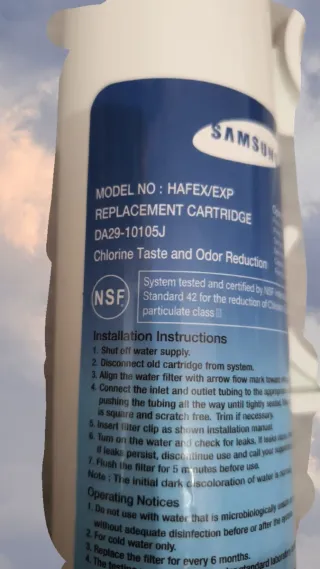 SAMSUNG
MODEL NO : HAFEX/EXP
REPLACEMENT CARTRIDGE
DA29-10105J
Chlorine Taste and Odor Reduction
NSF
System tested and certified by NSF
Standard 42 for the reduction of
particulate class I
Installation Instructions
1. Shut off water supply.
2. Disconnect old cartridge from system.
3. Align the water filter with arrow flow mark toward
4. Connect the inlet and outlet tubing to the
pushing the tubing all the way until tightly
is square and scratch free. Trim if necessary.
5. Insert filter clip as shown installation manual.
6. Turn on the water and check for leaks. If leaks
if leaks persist, discontinue use and call your
7. Flush the filter for 5 minutes before use.
Note : The initial dark discoloration of water is
Operating Notices
1. Do not use with water that is microbiologically
without adequate disinfection before or after the
2. For cold water only.
3. Replace the filter for every 6 months.
4. The